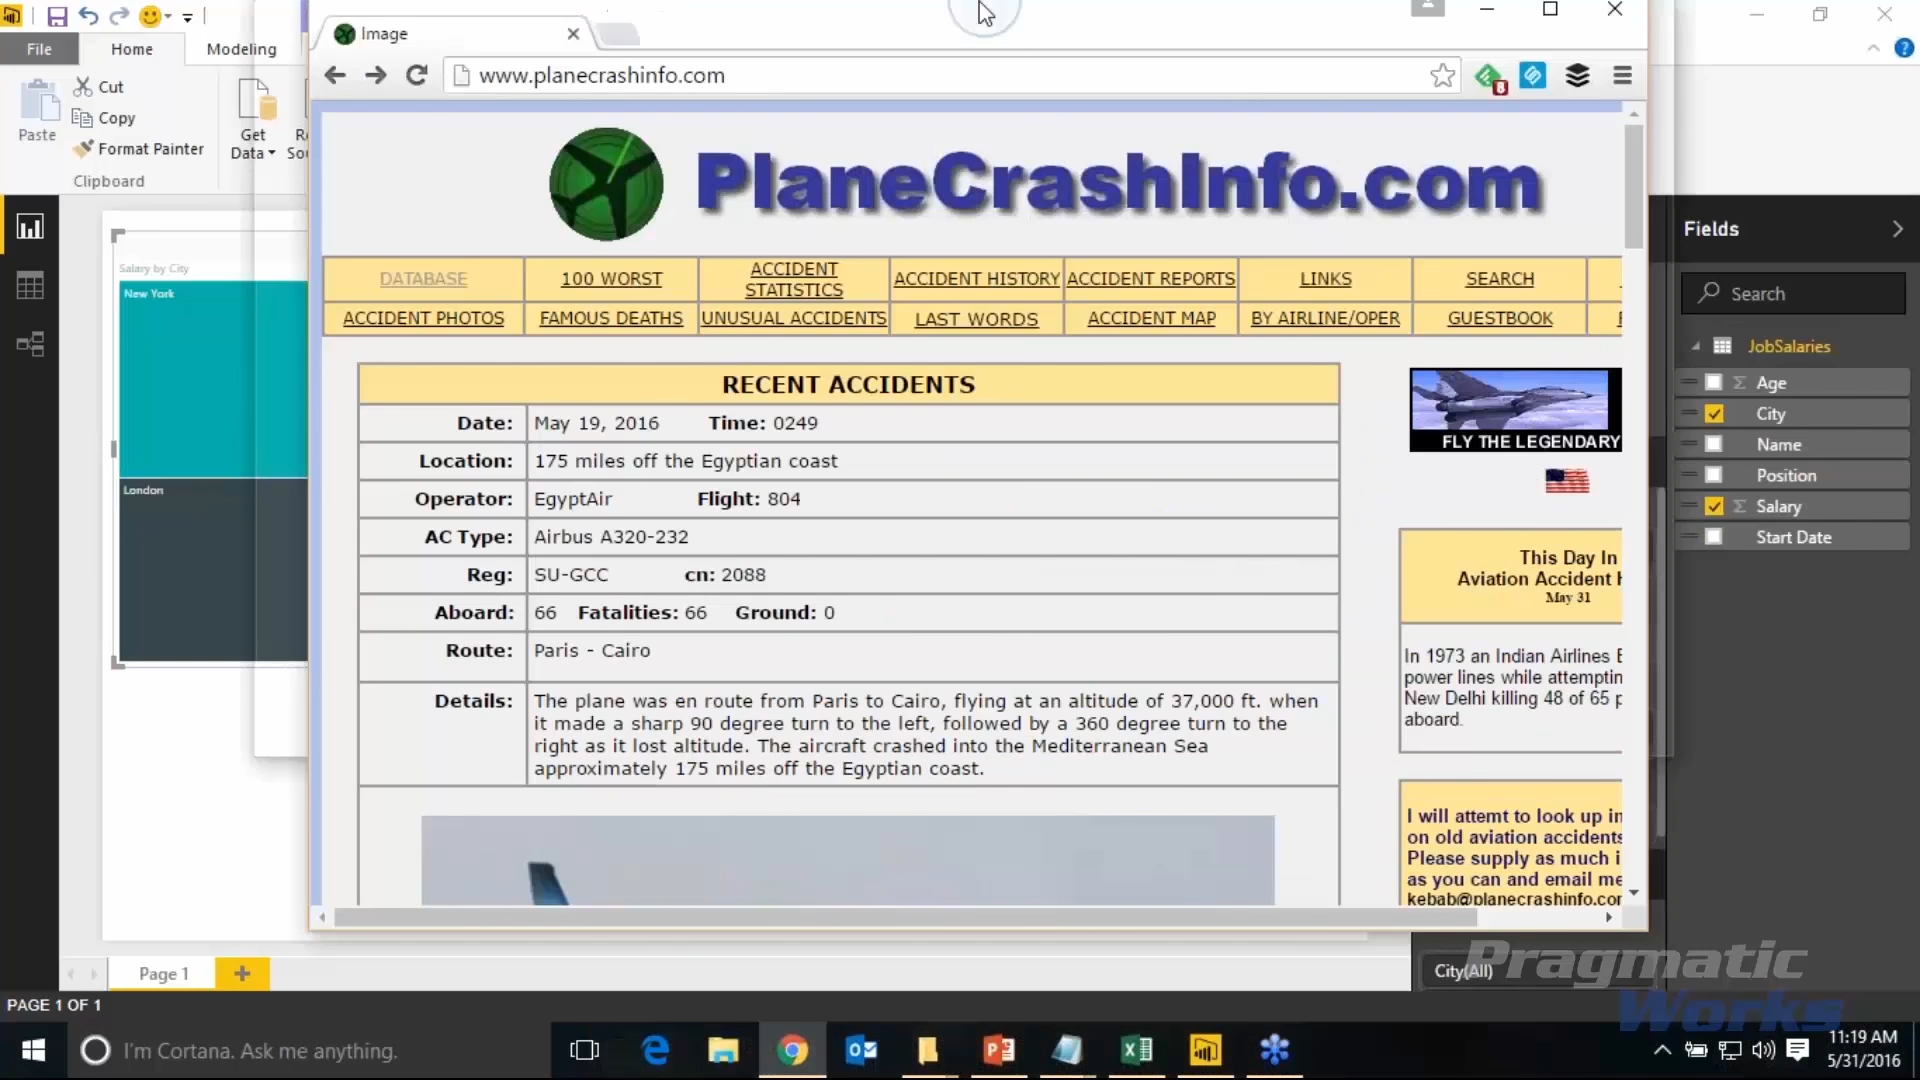 File
Home
Modeling
Paste
Cut
Copy
Format Painter
Clipboard
Get
Data
Image
www.planecrashinfo.com
8
PlaneCrashInfo.com
DATABASE
100 WORST
ACCIDENT
STATISTICS
ACCIDENT HISTORY
ACCIDENT REPORTS
LINKS
SEARCH
ACCIDENT PHOTOS
FAMOUS DEATHS
UNUSUAL ACCIDENTS
LAST WORDS
ACCIDENT MAP
BY AIRLINE/OPER
GUESTBOOK
RECENT ACCIDENTS
Date: May 19, 2016 Time: 0249
Location: 175 miles off the Egyptian coast
Operator: EgyptAir Flight: 804
AC Type: Airbus A320-232
Reg: SU-GCC cn: 2088
Aboard: 66 Fatalities: 66 Ground: 0
Route: Paris - Cairo
Details: The plane was en route from Paris to Cairo, flying at an altitude of 37,000 ft. when
it made a sharp 90 degree turn to the left, followed by a 360 degree turn to the
right as it lost altitude. The aircraft crashed into the Mediterranean Sea
approximately 175 miles off the Egyptian coast.
FLY THE LEGENDARY
This Day In
Aviation Accident
May 31
In 1973 an Indian Airlines
power lines while attemptin
New Delhi killing 48 of 65
aboard.
I will attemt to look up in
on old aviation accidents
Please supply as much i
as you can and email me
kebab@planecrashinfo.co
Salary by City
New York
London
Fields
Search
JobSalaries
Age
City
Name
Position
Salary
Start Date
City(All)
Page 1
PAGE 1 OF 1
Pragmatic
Works
I'm Cortana. Ask me anything.
11:19 AM
5/31/2016